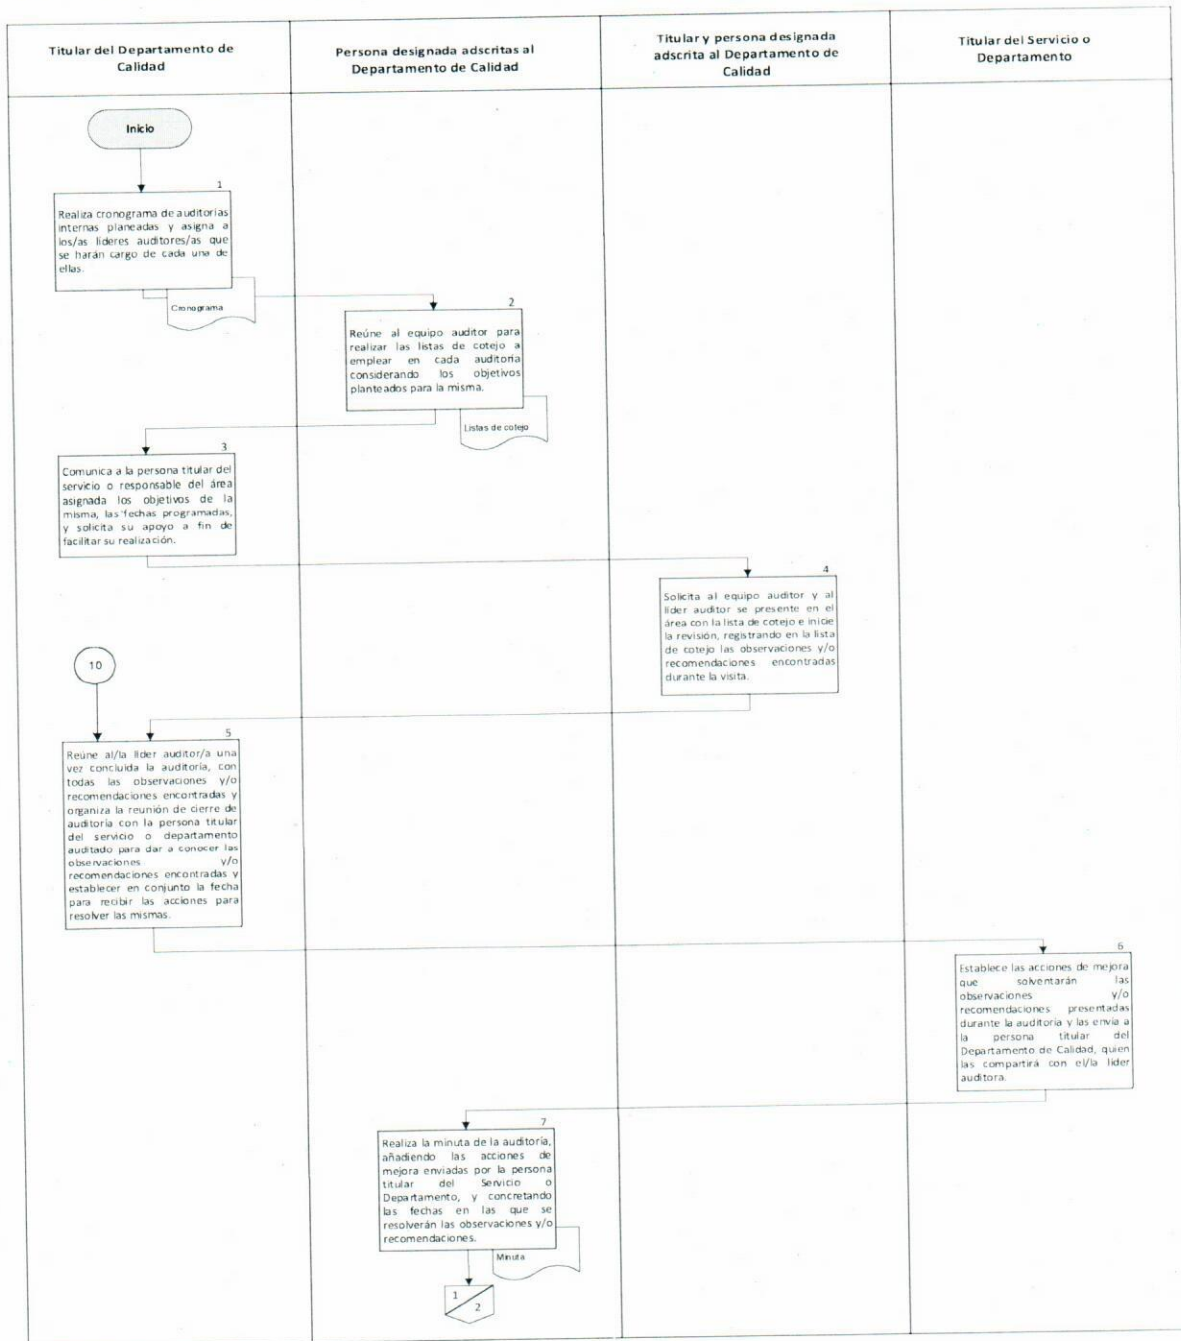 Titular del Departamento de
Calidad
Persona designada adscritas al
Departamento de Calidad
Titular y persona designada
adscrita al Departamento de
Calidad
Titular del Servicio o
Departamento
Inicio
1
Realiza cronograma de auditorías
internas planeadas y asigna a
los/as líderes auditores/as que
se harán cargo de cada una de
ellas.
Cronograma
2
Reúne al equipo auditor para
realizar las listas de cotejo a
emplear en cada auditoría
considerando los objetivos
planteados para la misma.
Listas de cotejo
3
Comunica a la persona titular del
servicio o responsable del área
asignada los objetivos de la
misma, las fechas programadas,
y solicita su apoyo a fin de
facilitar su realización.
4
Solicita al equipo auditor y al
líder auditor se presente en el
área con la lista de cotejo e inicie
la revisión, registrando en la lista
de cotejo las observaciones y/o
recomendaciones encontradas
durante la visita.
10
5
Reúne al/la líder auditor/a una
vez concluida la auditoría, con
todas las observaciones y/o
recomendaciones encontradas y
organiza la reunión de cierre de
auditoría con la persona titular
del servicio o departamento
auditado para dar a conocer las
observaciones y/o
recomendaciones encontradas y
establecer en conjunto la fecha
para recibir las acciones para
resolver las mismas.
6
Establece las acciones de mejora
que solventarán las
observaciones y/o
recomendaciones presentadas
durante la auditoría y las envía a
la persona titular del
Departamento de Calidad, quien
las compartirá con el/la líder
auditora.
7
Realiza la minuta de la auditoría,
añadiendo las acciones de
mejora enviadas por la persona
titular del Servicio o
Departamento, y concretando
las fechas en las que se
resolverán las observaciones y/o
recomendaciones.
Minuta
1
2